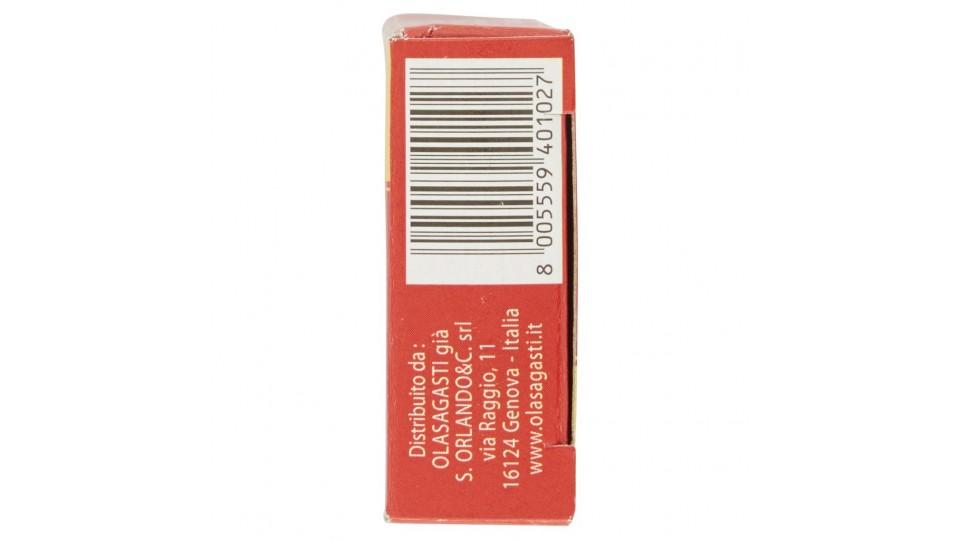 8 005559 401027
Distribuito da :
OLASAGASTI già
S. ORLANDO&C. srl
via Raggio, 11
16124 Genova - Italia
www.olasagasti.it